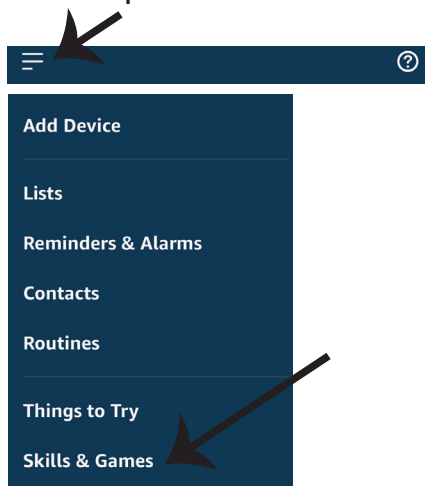 Add Device
Lists
Reminders & Alarms
Contacts
Routines
Things to Try
Skills & Games